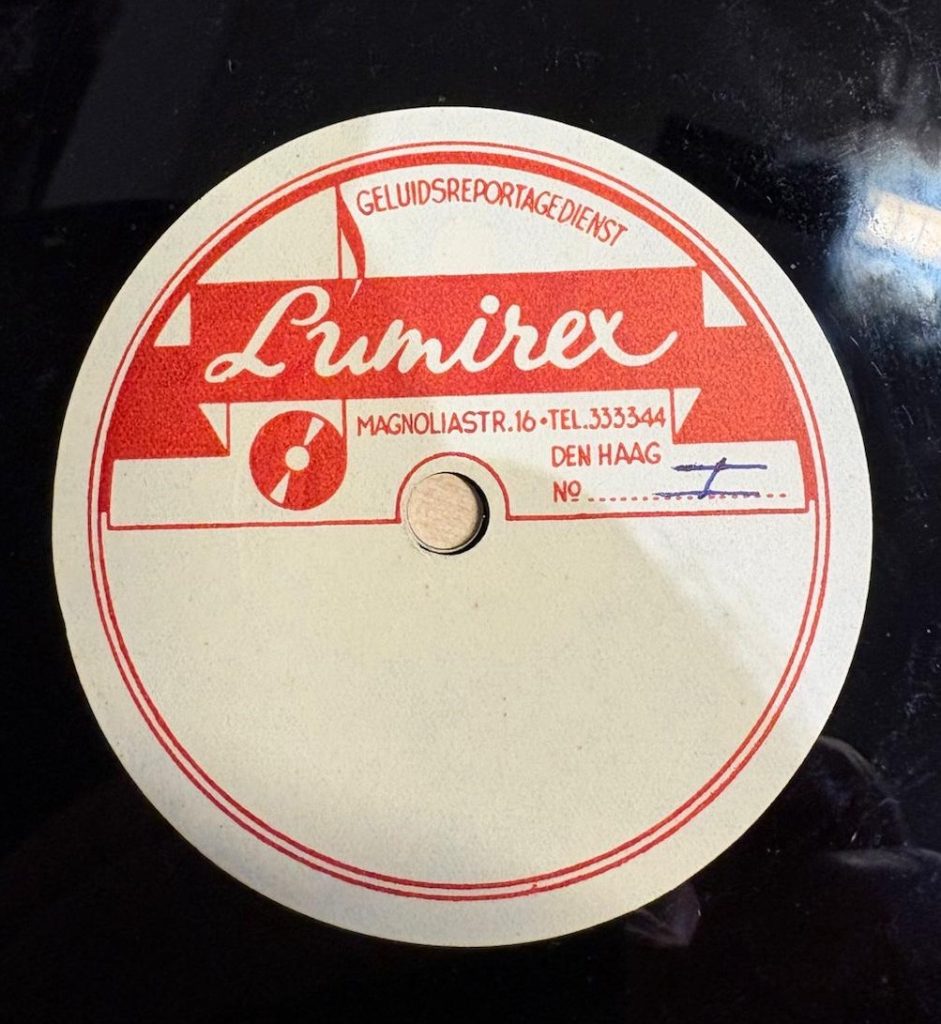 GELUIDSREPORTAGEDIENST
Lumirex
MAGNOLIASTR.16•TEL.333344
DEN HAAG
No ........................ I